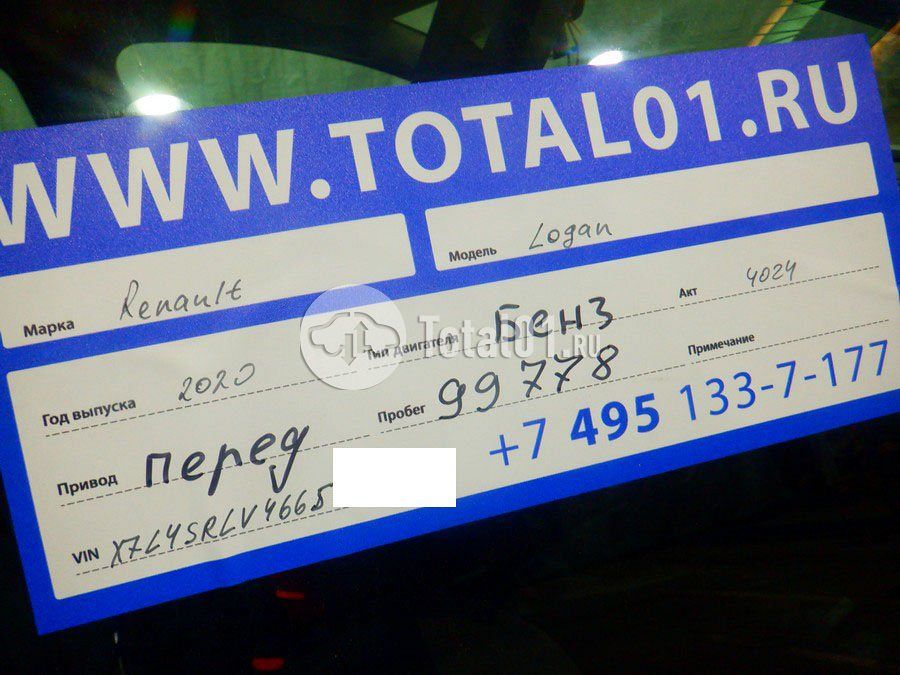 WWW.TOTAL01.RU
Марка Renault Модель Logan
Год выпуска 2020 Тип двигателя Бенз Акт 4024
Total01.RU
Привод перед Пробег 99778 Примечание
VIN X7L4SRLV4665
+7 495 133-7-177